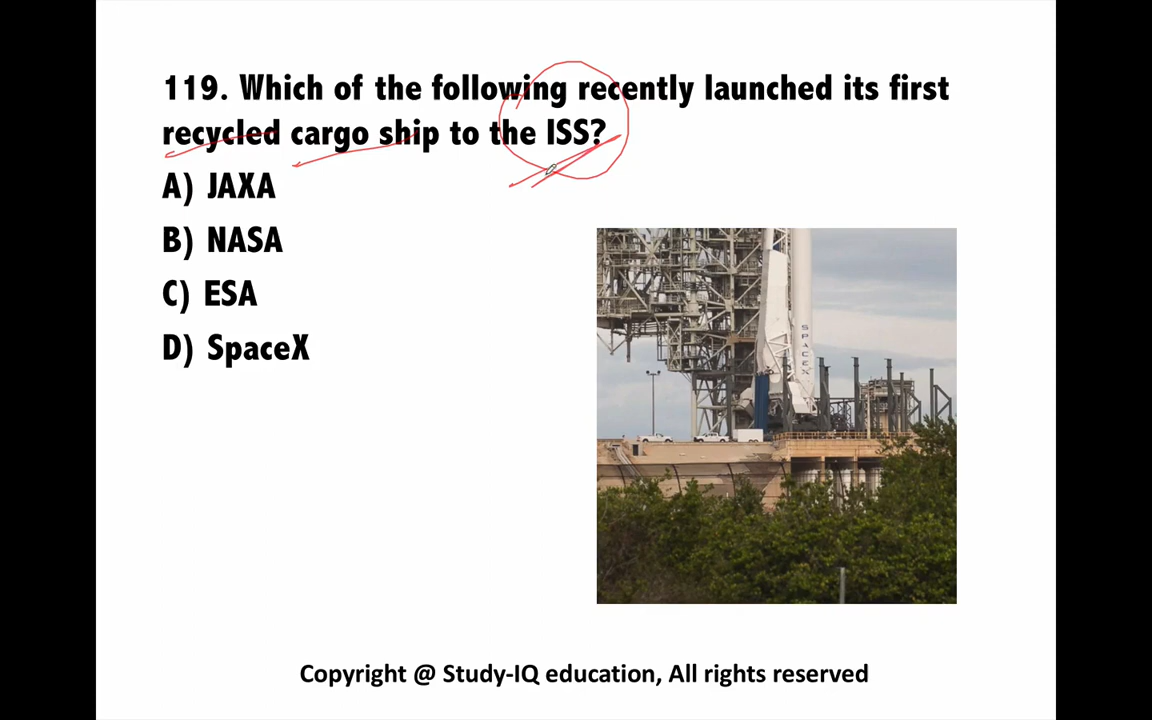 119. Which of the following recently launched its first
recycled cargo ship to the ISS?
A) JAXA
B) NASA
C) ESA
D) SpaceX
SPACEX
Copyright @ Study-IQ education, All rights reserved